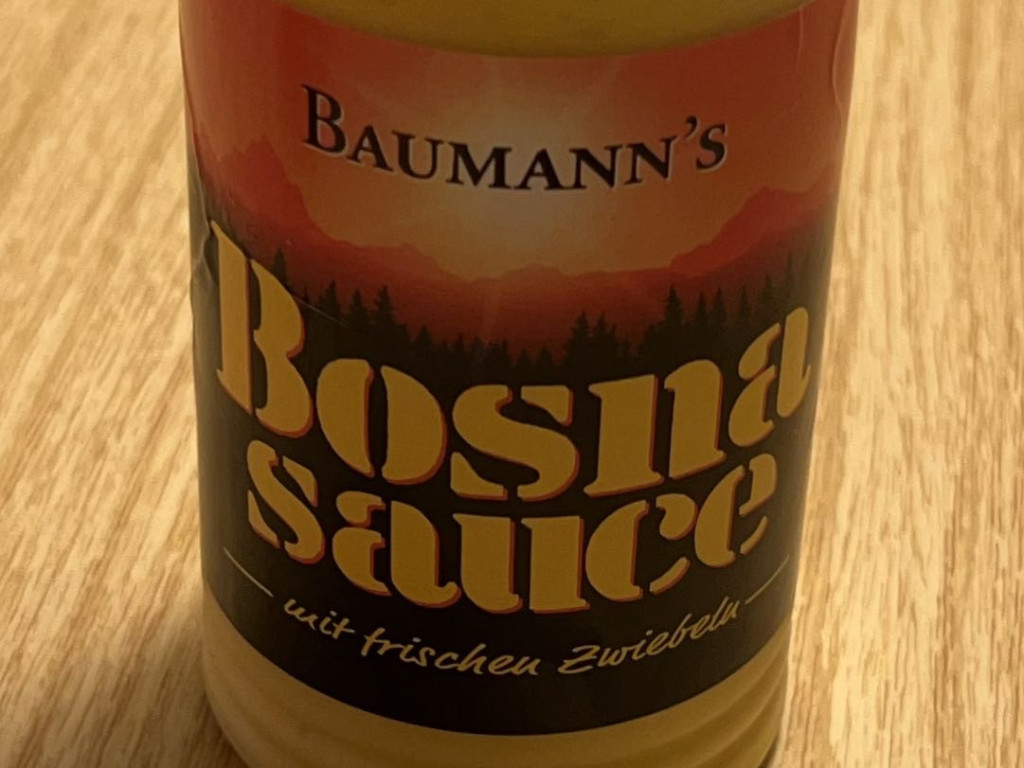 BAUMANN'S
Bosna
sauce
mit frischen Zwiebeln